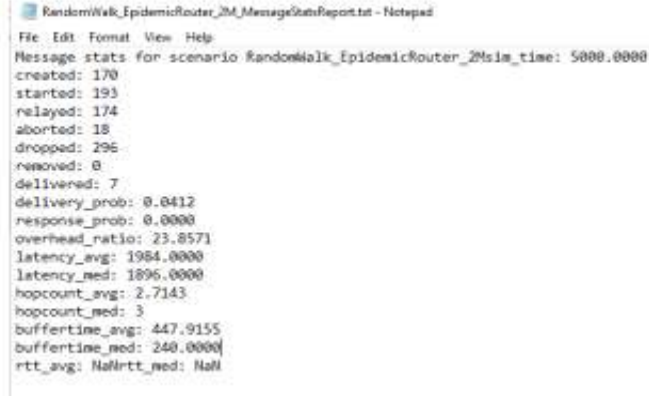 RandomWalk_EpidemicRouter_2M_MessageStatsReport.txt - Notepad
File Edit Format View Help
Message stats for scenario RandomWalk_EpidemicRouter_2Msim_time: 5000.0000
created: 170
started: 193
relayed: 174
aborted: 18
dropped: 296
removed: 0
delivered: 7
delivery_prob: 0.0412
response_prob: 0.0000
overhead_ratio: 23.8571
latency_avg: 1984.0000
latency_med: 1896.0000
hopcount_avg: 2.7143
hopcount_med: 3
buffertime_avg: 447.9155
buffertime_med: 240.0000
rtt_avg: NaNrtt_med: NaN